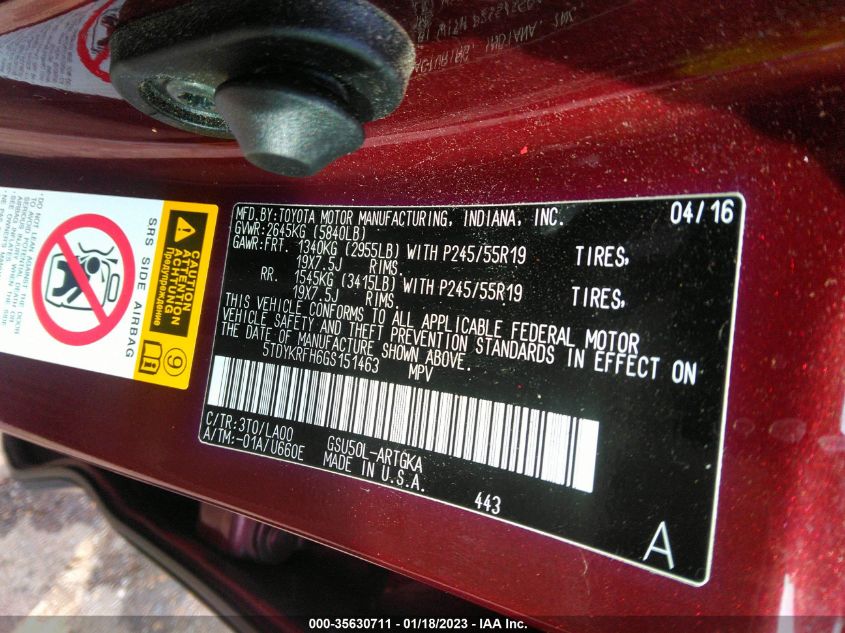 MFD. BY: TOYOTA MOTOR MANUFACTURING, INDIANA, INC. 04/16
GVWR: 2645KG (5840LB)
GAWR: FRT. 1340KG (2955LB) WITH P245/55R19 TIRES,
19X7.5J RIMS.
RR. 1545KG (3415LB) WITH P245/55R19 TIRES,
19X7.5J RIMS.
THIS VEHICLE CONFORMS TO ALL APPLICABLE FEDERAL MOTOR
VEHICLE SAFETY AND THEFT PREVENTION STANDARDS IN EFFECT ON
THE DATE OF MANUFACTURE SHOWN ABOVE.
5TDYKRFH6GS151463 MPV
C/TR: 3T0/LA00 GSU50L-ARTGKA
A/TM: -01A/U660E MADE IN U.S.A.
443
A
SRS SIDE AIRBAG
CAUTION
ATTENTION
ACHTUNG
Предупреждение
9
000-35630711 - 01/18/2023 - IAA Inc.